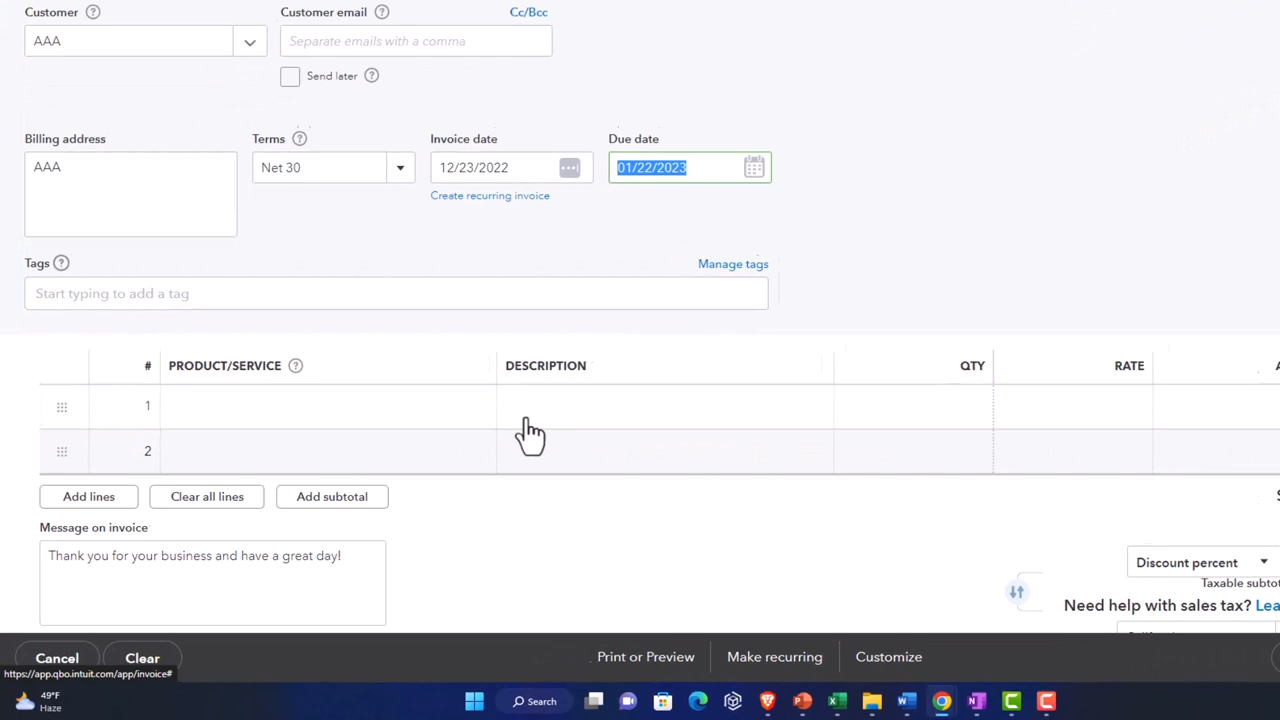 Customer Customer email Cc/Bcc
AAA Separate emails with a comma
Send later
Billing address Terms Invoice date Due date
AAA Net 30 12/23/2022 01/22/2023
Create recurring invoice
Tags Manage tags
Start typing to add a tag
# PRODUCT/SERVICE DESCRIPTION QTY RATE
1
2
Add lines Clear all lines Add subtotal
Message on invoice
Thank you for your business and have a great day!
Discount percent
Taxable
Need help with sales tax?
Cancel Clear Print or Preview Make recurring Customize
https://app.qbo.intuit.com/app/invoice#
49°F
Haze
Search